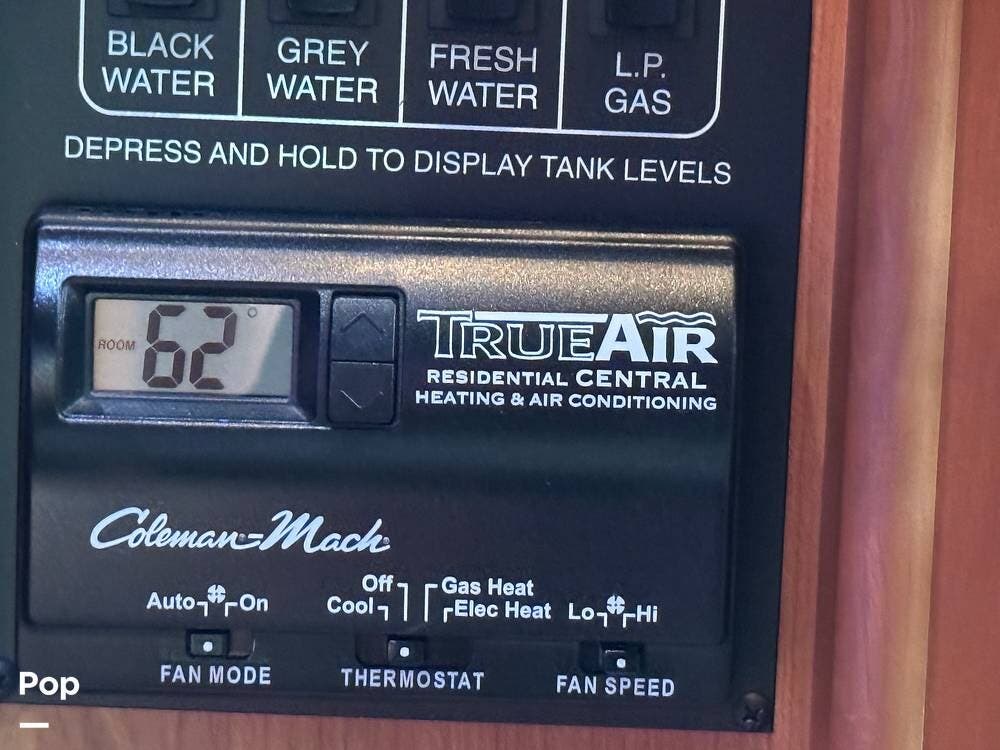 BLACK WATER
GREY WATER
FRESH WATER
L.P. GAS
DEPRESS AND HOLD TO DISPLAY TANK LEVELS
ROOM 62°
TRUEAIR
RESIDENTIAL CENTRAL
HEATING & AIR CONDITIONING
Coleman-Mach
Auto On
FAN MODE
Off Gas Heat
Cool Elec Heat
THERMOSTAT
Lo Hi
FAN SPEED
Pop